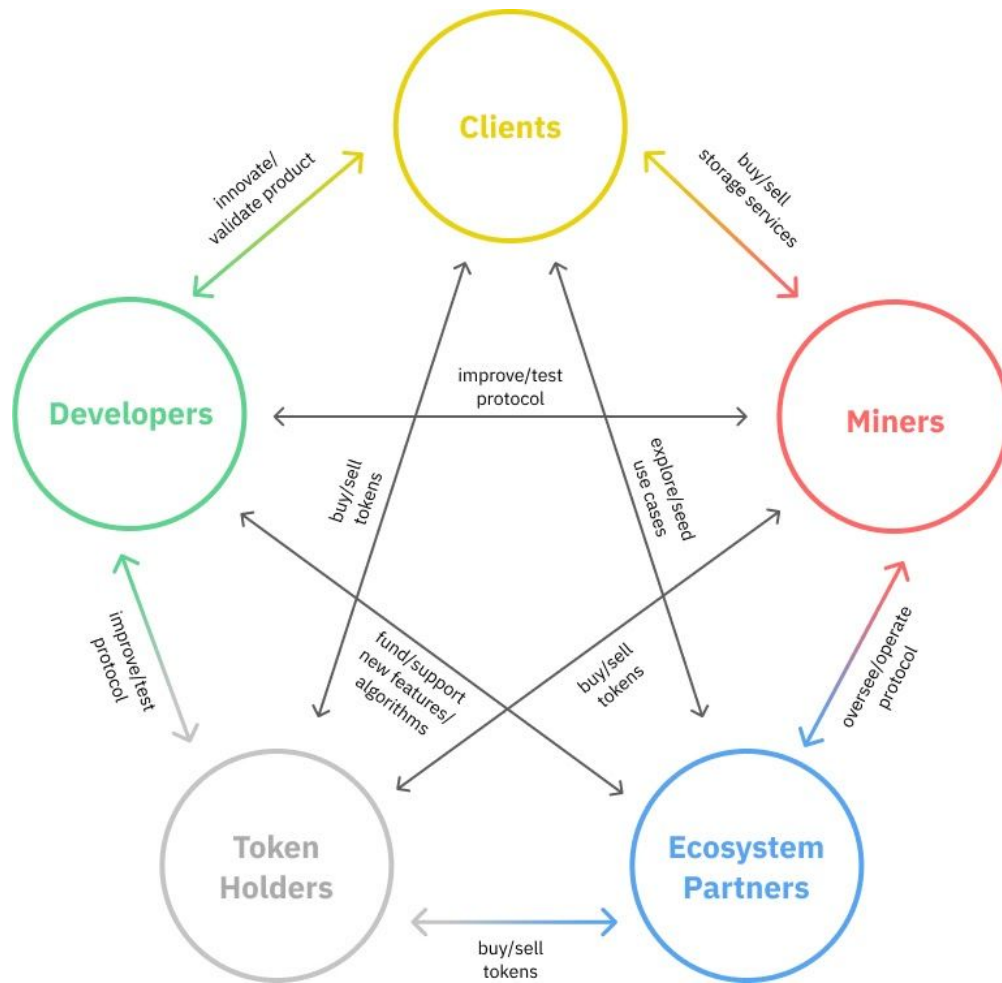 Clients
innovate/
validate product
buy/sell
storage services
improve/test
protocol
Developers
Miners
buy/sell
tokens
explore/seed
use cases
improve/test
protocol
fund/support
new features/
algorithms
buy/sell
tokens
oversee/operate
protocol
Token
Holders
Ecosystem
Partners
buy/sell
tokens